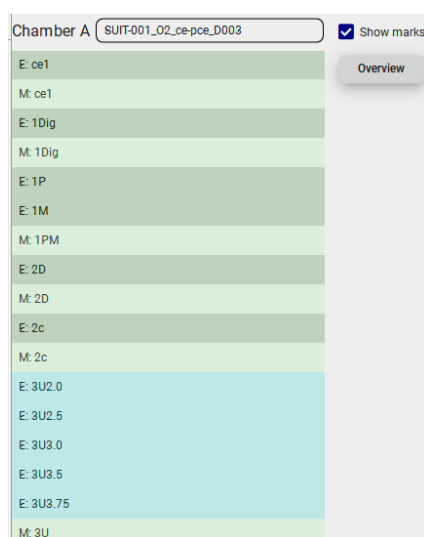 Chamber A SUIT-001_O2_ce-pce_D003 Show marks
Overview
E: ce1
M: ce1
E: 1Dig
M: 1Dig
E: 1P
E: 1M
M: 1PM
E: 2D
M: 2D
E: 2c
M: 2c
E: 3U2.0
E: 3U2.5
E: 3U3.0
E: 3U3.5
E: 3U3.75
M: 3U